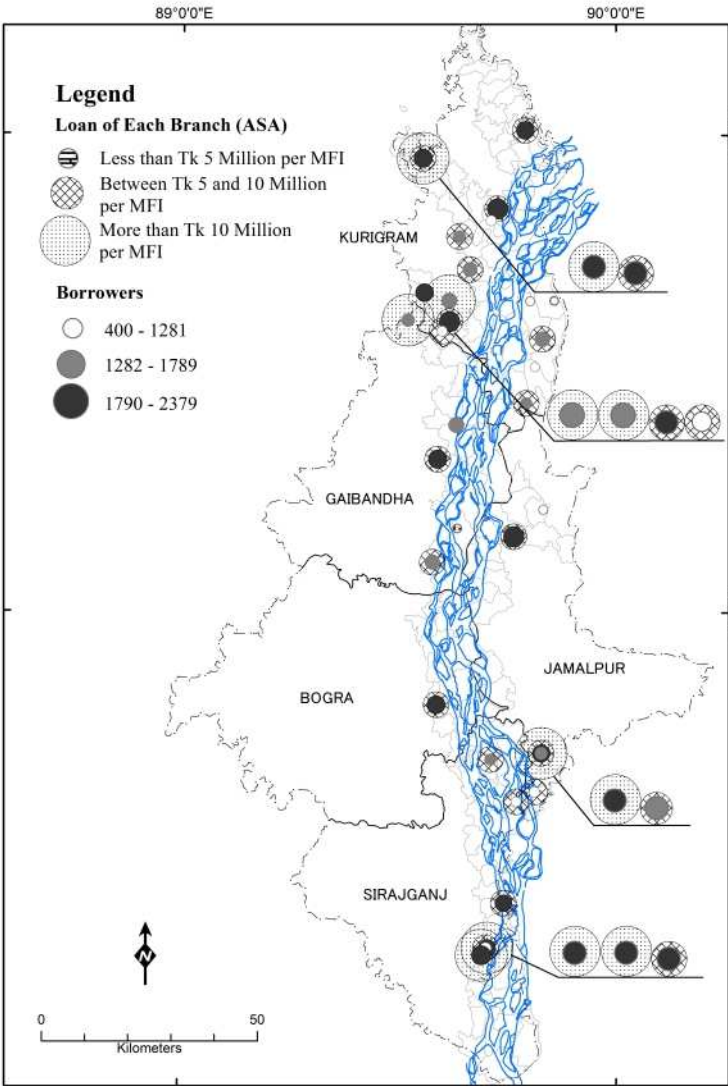 89°0'0"E
90°0'0"E
Legend
Loan of Each Branch (ASA)
Less than Tk 5 Million per MFI
Between Tk 5 and 10 Million
per MFI
More than Tk 10 Million
per MFI
Borrowers
400 - 1281
1282 - 1789
1790 - 2379
KURIGRAM
GAIBANDHA
JAMALPUR
BOGRA
SIRAJGANJ
N
0 50
Kilometers